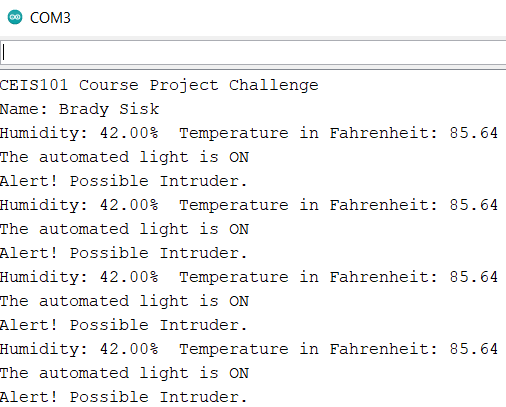 COM3
CEIS101 Course Project Challenge
Name: Brady Sisk
Humidity: 42.00%  Temperature in Fahrenheit: 85.64
The automated light is ON
Alert! Possible Intruder.
Humidity: 42.00%  Temperature in Fahrenheit: 85.64
The automated light is ON
Alert! Possible Intruder.
Humidity: 42.00%  Temperature in Fahrenheit: 85.64
The automated light is ON
Alert! Possible Intruder.
Humidity: 42.00%  Temperature in Fahrenheit: 85.64
The automated light is ON
Alert! Possible Intruder.